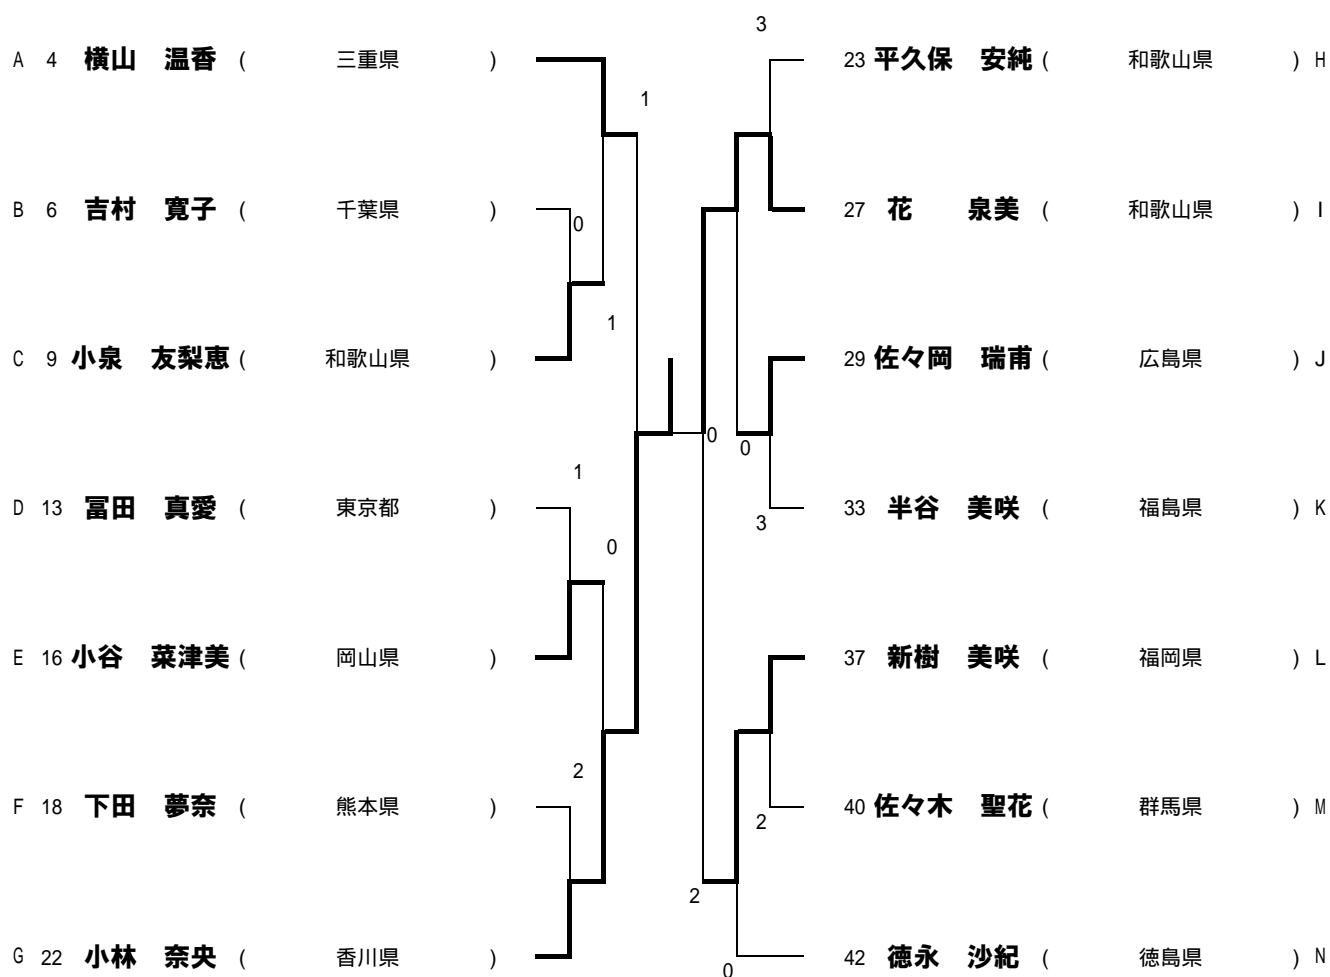 3
A 4 横山 温香 ( 三重県 ) 23 平久保 安純 ( 和歌山県 ) H
1
B 6 吉村 寛子 ( 千葉県 ) 27 花 泉美 ( 和歌山県 ) I
0
1
C 9 小泉 友梨恵 ( 和歌山県 ) 29 佐々岡 瑞甫 ( 広島県 ) J
0 0
1
D 13 冨田 真愛 ( 東京都 ) 33 半谷 美咲 ( 福島県 ) K
3
0
E 16 小谷 菜津美 ( 岡山県 ) 37 新樹 美咲 ( 福岡県 ) L
2
F 18 下田 夢奈 ( 熊本県 ) 40 佐々木 聖花 ( 群馬県 ) M
2
2
G 22 小林 奈央 ( 香川県 ) 42 徳永 沙紀 ( 徳島県 ) N
0